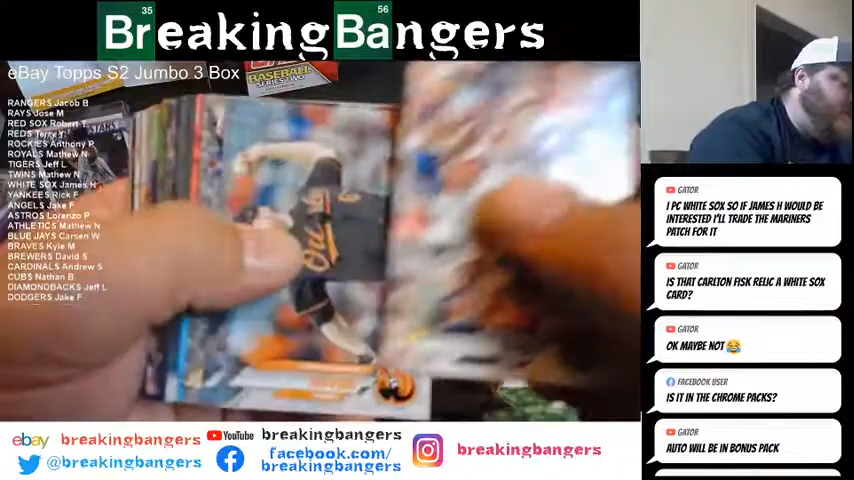 35
56
BreakingBangers
eBay Topps S2 Jumbo 3 Box
BASEBALL
RANGERS Jacob B
RAYS Jose M
RED SOX Robert T
REDS Terry Y
ROCKIES Anthony P
ROYALS Mathew N
TIGERS Jeff L
TWINS Mathew N
WHITE SOX James H
YANKEES Rick F
ANGELS Jake F
ASTROS Lorenzo P
ATHLETICS Mathew N
BLUE JAYS Carsen W
BRAVES Kyle M
BREWERS David S
CARDINALS Andrew S
CUBS Nathan B
DIAMONDBACKS Jeff L
DODGERS Jake F
GATOR
I PC WHITE SOX SO IF JAMES H WOULD BE
INTERESTED I'LL TRADE THE MARINERS
PATCH FOR IT
GATOR
IS THAT CARLTON FISK RELIC A WHITE SOX
CARD?
GATOR
OK MAYBE NOT 😂
FACEBOOK USER
IS IT IN THE CHROME PACKS?
GATOR
AUTO WILL BE IN BONUS PACK
ebay breakingbangers
YouTube breakingbangers
@breakingbangers
facebook.com/
breakingbangers
breakingbangers